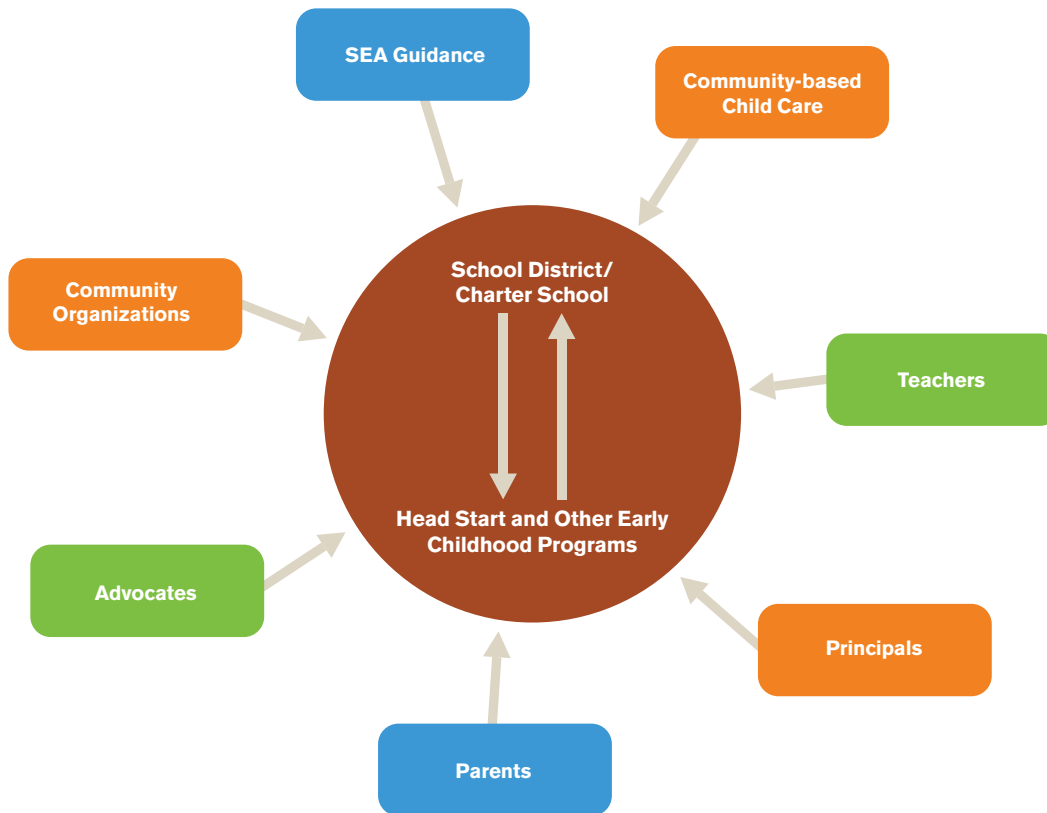 SEA Guidance
Community-based
Child Care
School District/
Charter School
Community
Organizations
Teachers
Head Start and Other Early
Childhood Programs
Advocates
Principals
Parents